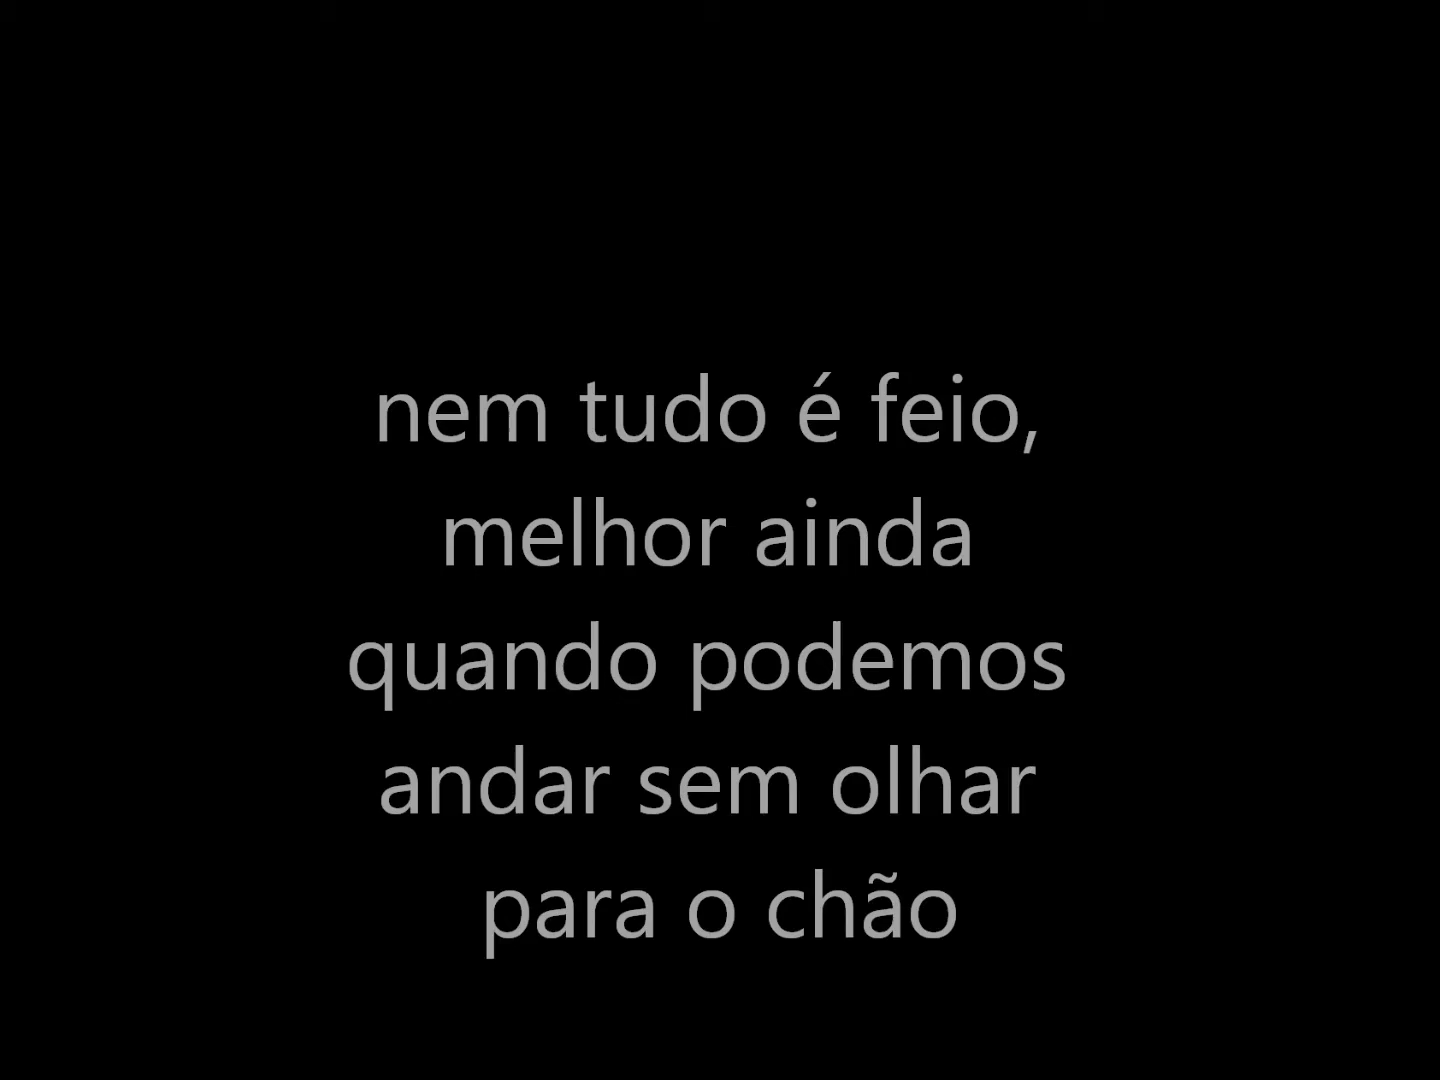 nem tudo é feio,
melhor ainda
quando podemos
andar sem olhar
para o chão